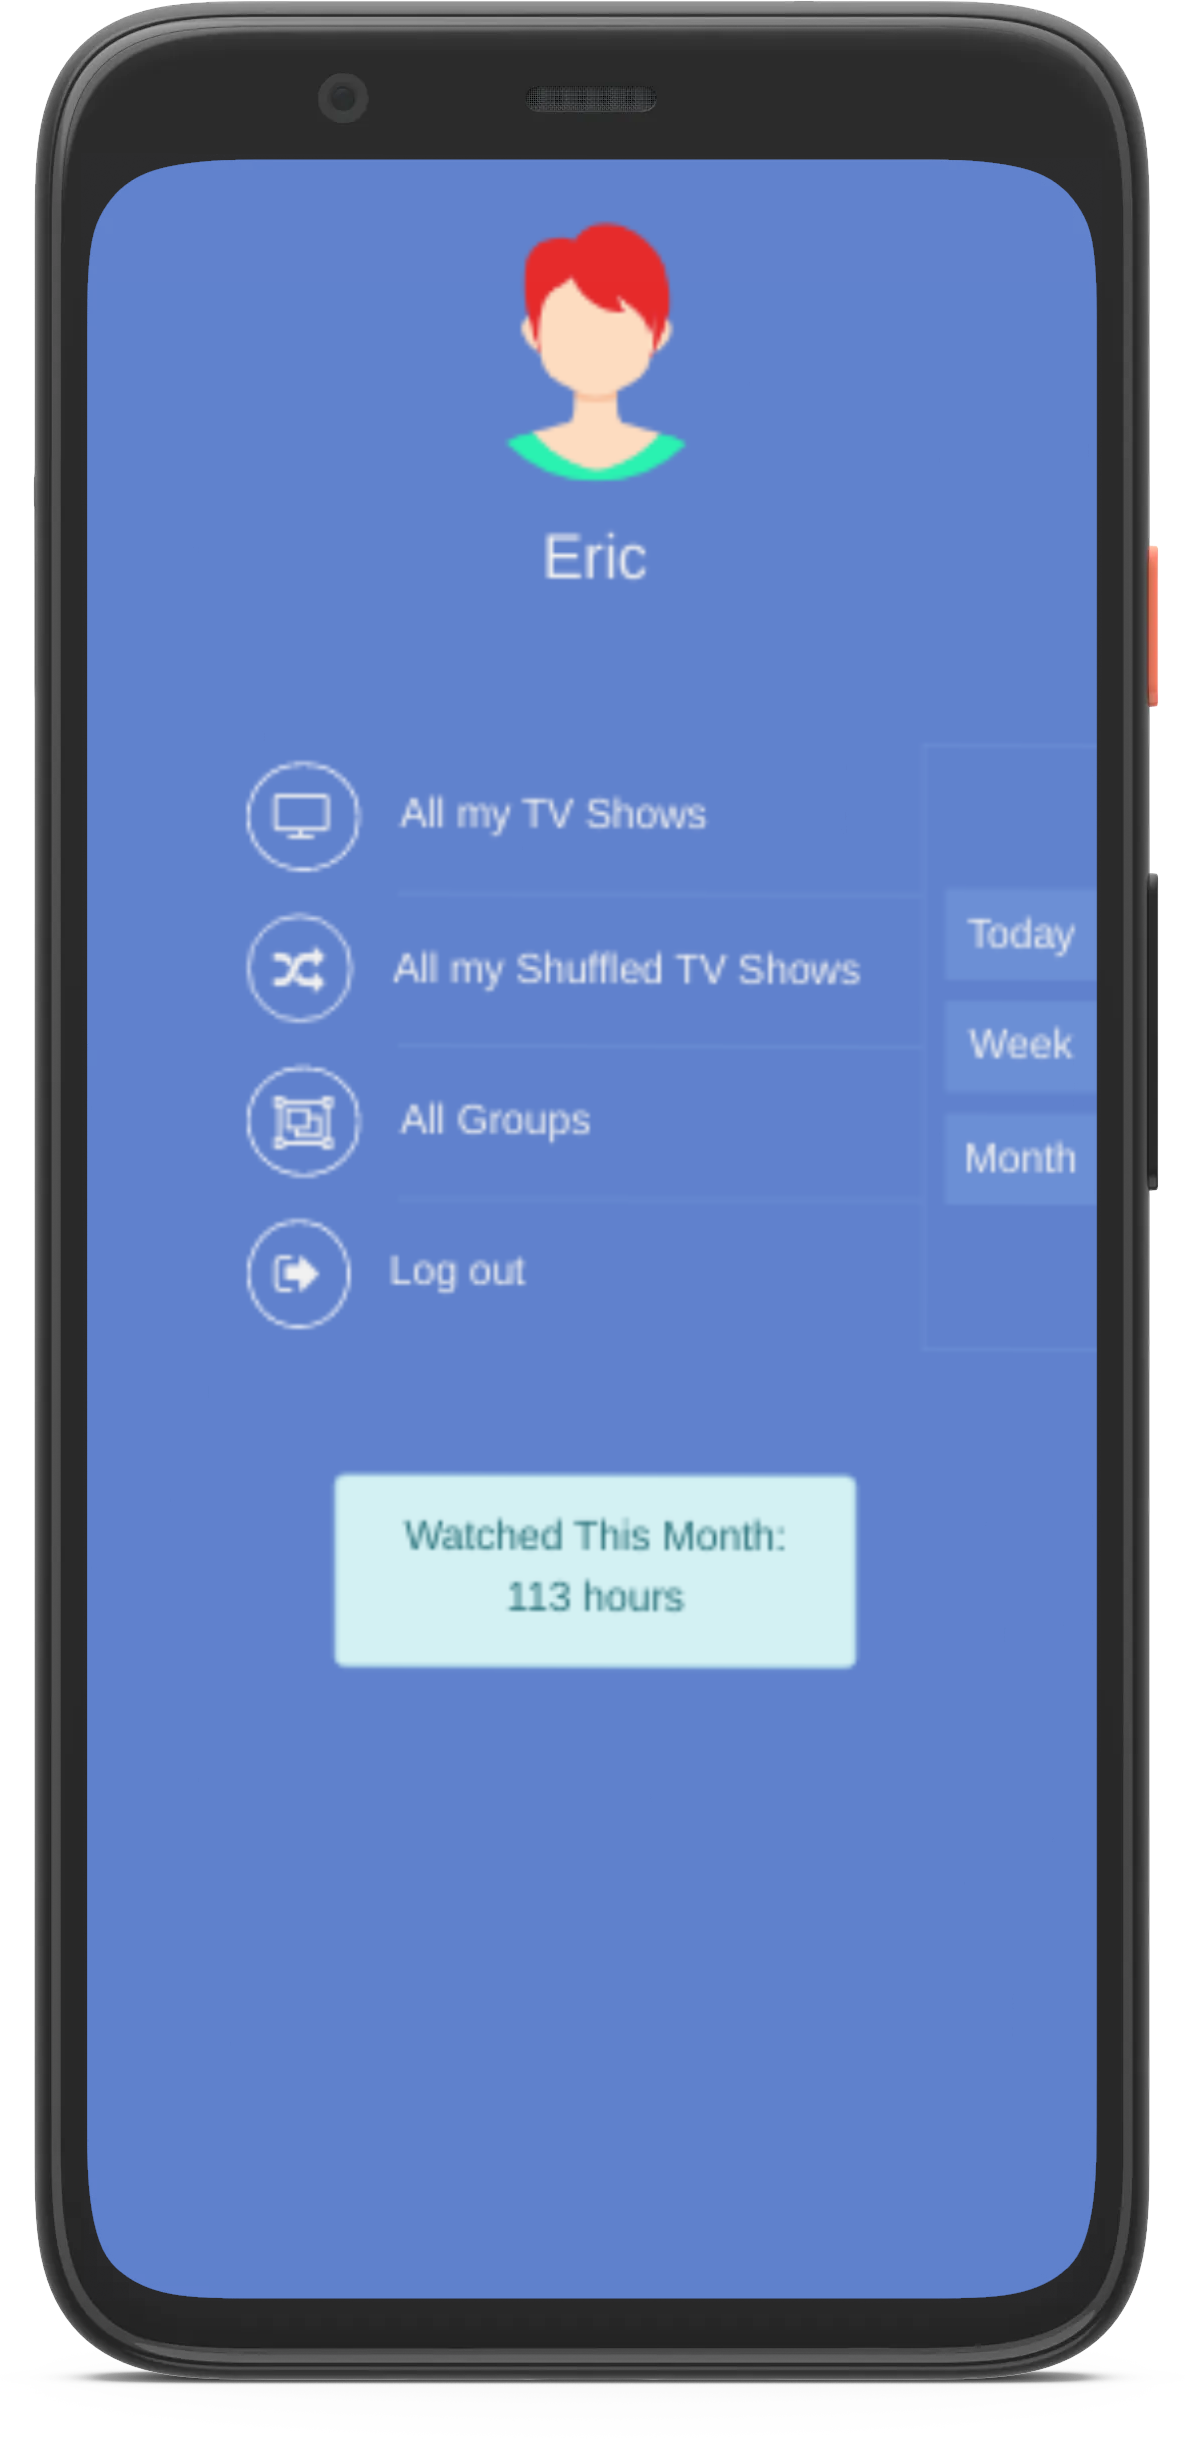 Eric
All my TV Shows
All my Shuffled TV Shows
All Groups
Log out
Today
Week
Month
Watched This Month:
113 hours